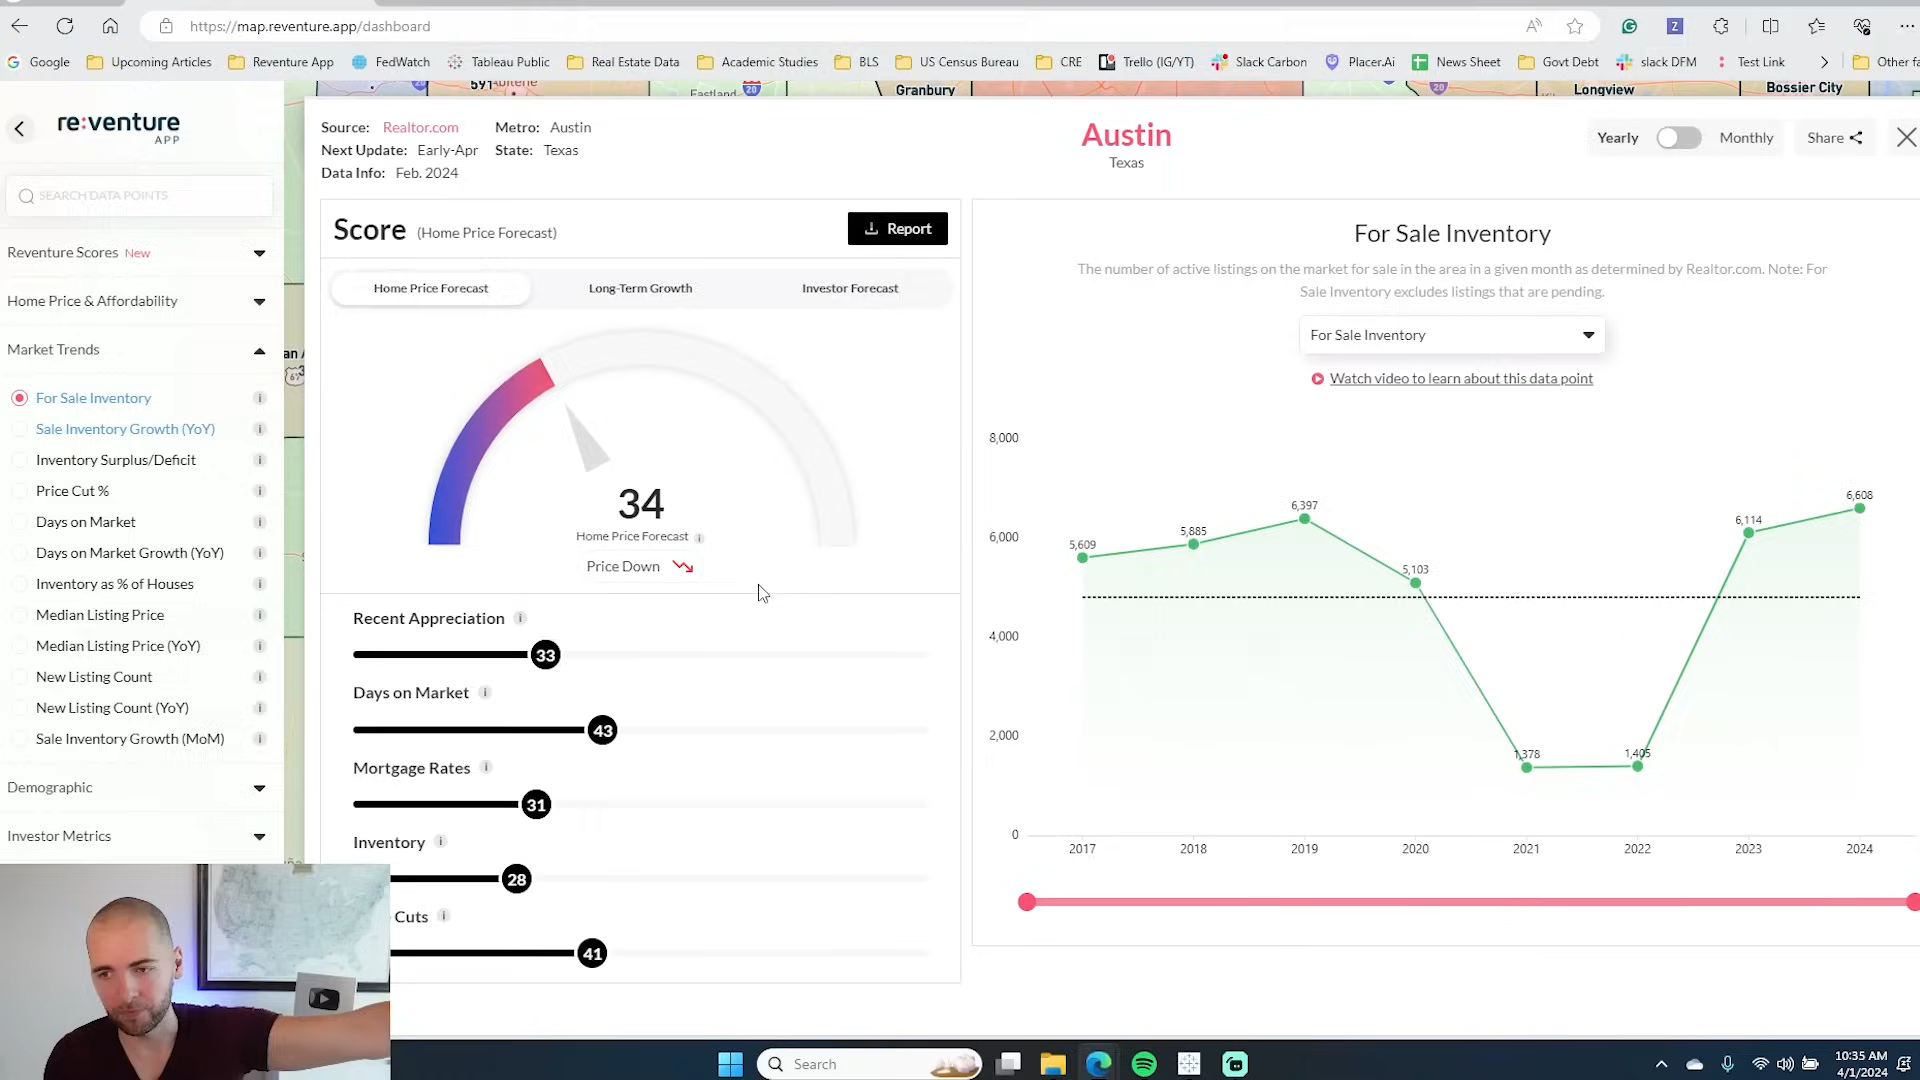 https://map.reventure.app/dashboard
Google Upcoming Articles Reventure App FedWatch Tableau Public Real Estate Data Academic Studies BLS US Census Bureau CRE Trello (IG/YT) Slack Carbon Placer.Ai News Sheet Govt Debt slack DFM Test Link Other fa
Eastland 20 Granbury 20 Longview Bossier City
re:venture
APP
SEARCH DATA POINTS
Reventure Scores New
Home Price & Affordability
Market Trends
For Sale Inventory
Sale Inventory Growth (YoY)
Inventory Surplus/Deficit
Price Cut %
Days on Market
Days on Market Growth (YoY)
Inventory as % of Houses
Median Listing Price
Median Listing Price (YoY)
New Listing Count
New Listing Count (YoY)
Sale Inventory Growth (MoM)
Demographic
Investor Metrics
Source: Realtor.com Metro: Austin
Next Update: Early-Apr State: Texas
Data Info: Feb. 2024
Austin
Texas
Yearly Monthly Share
Score (Home Price Forecast) Report
Home Price Forecast Long-Term Growth Investor Forecast
34
Home Price Forecast
Price Down
Recent Appreciation
33
Days on Market
43
Mortgage Rates
31
Inventory
28
Cuts
41
For Sale Inventory
The number of active listings on the market for sale in the area in a given month as determined by Realtor.com. Note: For
Sale Inventory excludes listings that are pending.
For Sale Inventory
Watch video to learn about this data point
8,000
6,000
4,000
2,000
0
5,609 5,885 6,397 5,103 1,378 1,405 6,114 6,608
2017 2018 2019 2020 2021 2022 2023 2024
Search
10:35 AM
4/1/2024